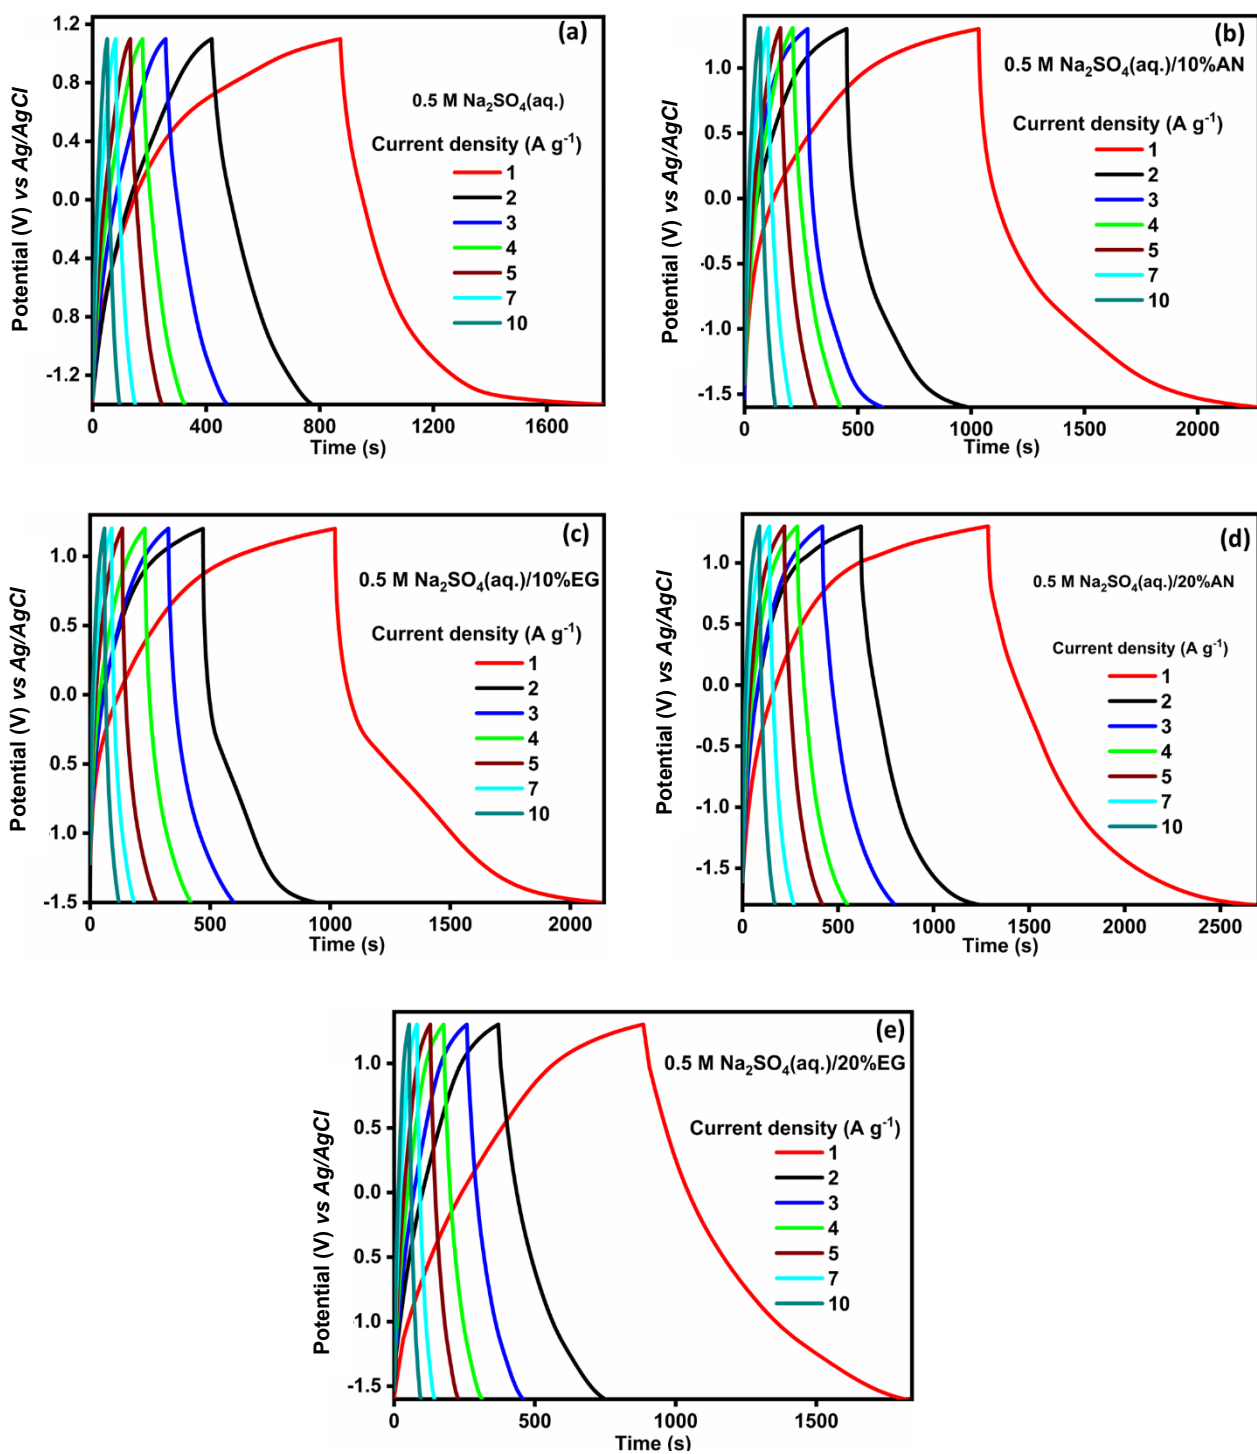 (a)
0.5 M Na₂SO₄(aq.)
Current density (A g⁻¹)
1
2
3
4
5
7
10
1.2
0.8
0.4
0.0
0.4
0.8
-1.2
Potential (V) vs Ag/AgCl
0 400 800 1200 1600
Time (s)
(b)
0.5 M Na₂SO₄(aq.)/10%AN
Current density (A g⁻¹)
1
2
3
4
5
7
10
1.0
0.5
0.0
-0.5
-1.0
-1.5
Potential (V) vs Ag/AgCl
0 500 1000 1500 2000
Time (s)
(c)
0.5 M Na₂SO₄(aq.)/10%EG
Current density (A g⁻¹)
1
2
3
4
5
7
10
1.0
0.5
0.0
0.5
1.0
-1.5
Potential (V) vs Ag/AgCl
0 500 1000 1500 2000
Time (s)
(d)
0.5 M Na₂SO₄(aq.)/20%AN
Current density (A g⁻¹)
1
2
3
4
5
7
10
1.0
0.5
0.0
-0.5
-1.0
-1.5
Potential (V) vs Ag/AgCl
0 500 1000 1500 2000 2500
Time (s)
(e)
0.5 M Na₂SO₄(aq.)/20%EG
Current density (A g⁻¹)
1
2
3
4
5
7
10
1.0
0.5
0.0
-0.5
-1.0
-1.5
Potential (V) vs Ag/AgCl
0 500 1000 1500
Time (s)